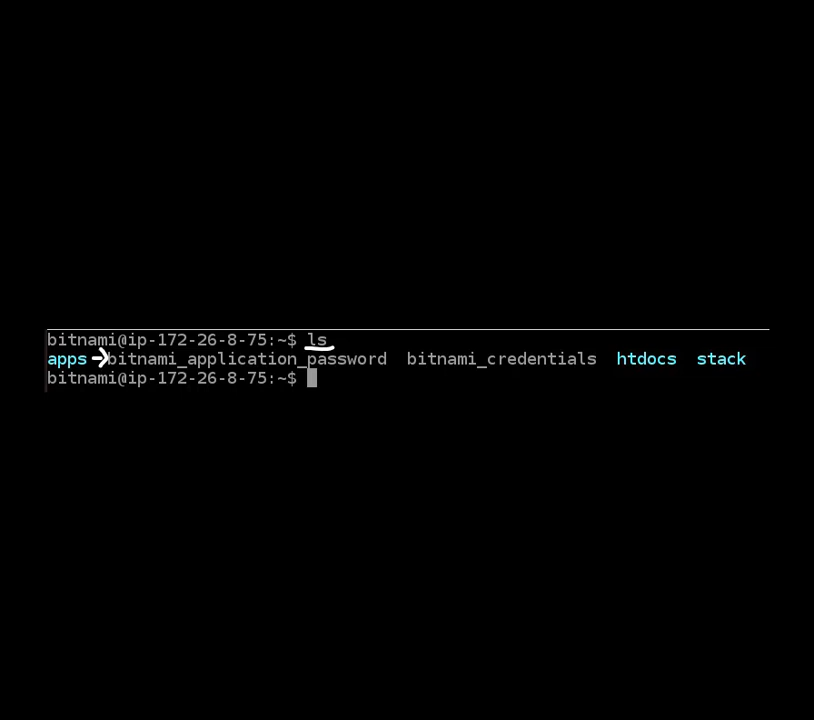 bitnami@ip-172-26-8-75:~$ ls
apps bitnami_application_password bitnami_credentials htdocs stack
bitnami@ip-172-26-8-75:~$